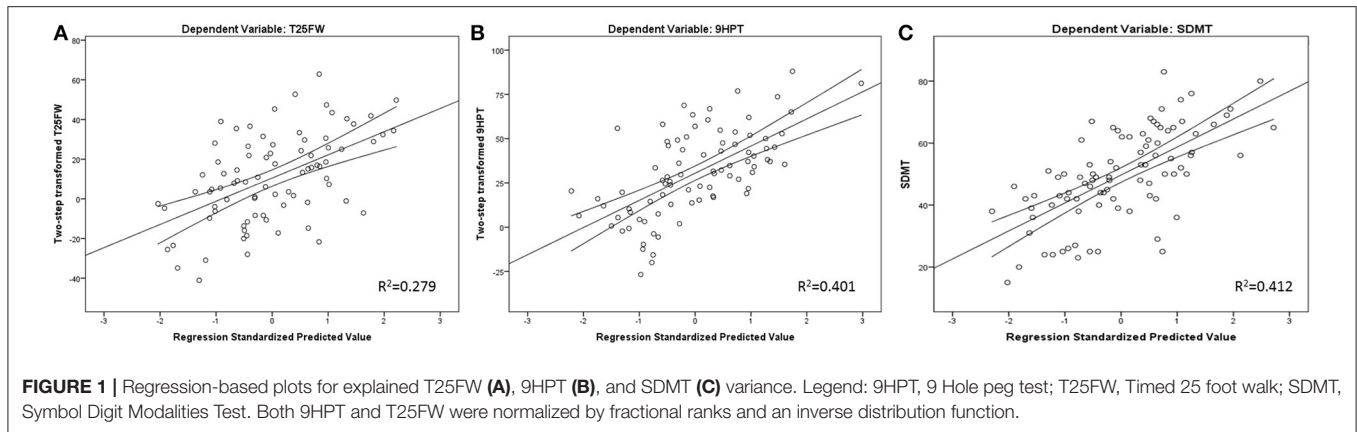 A
Dependent Variable: T25FW
Two-step transformed T25FW
80
60
40
20
0
-20
-40
-3 -2 -1 0 1 2 3
Regression Standardized Predicted Value
R²=0.279
B
Dependent Variable: 9HPT
Two-step transformed 9HPT
100
75
50
25
0
-25
-3 -2 -1 0 1 2 3
Regression Standardized Predicted Value
R²=0.401
C
Dependent Variable: SDMT
SDMT
80
60
40
20
-3 -2 -1 0 1 2 3
Regression Standardized Predicted Value
R²=0.412
FIGURE 1 | Regression-based plots for explained T25FW (A), 9HPT (B), and SDMT (C) variance. Legend: 9HPT, 9 Hole peg test; T25FW, Timed 25 foot walk; SDMT,
Symbol Digit Modalities Test. Both 9HPT and T25FW were normalized by fractional ranks and an inverse distribution function.